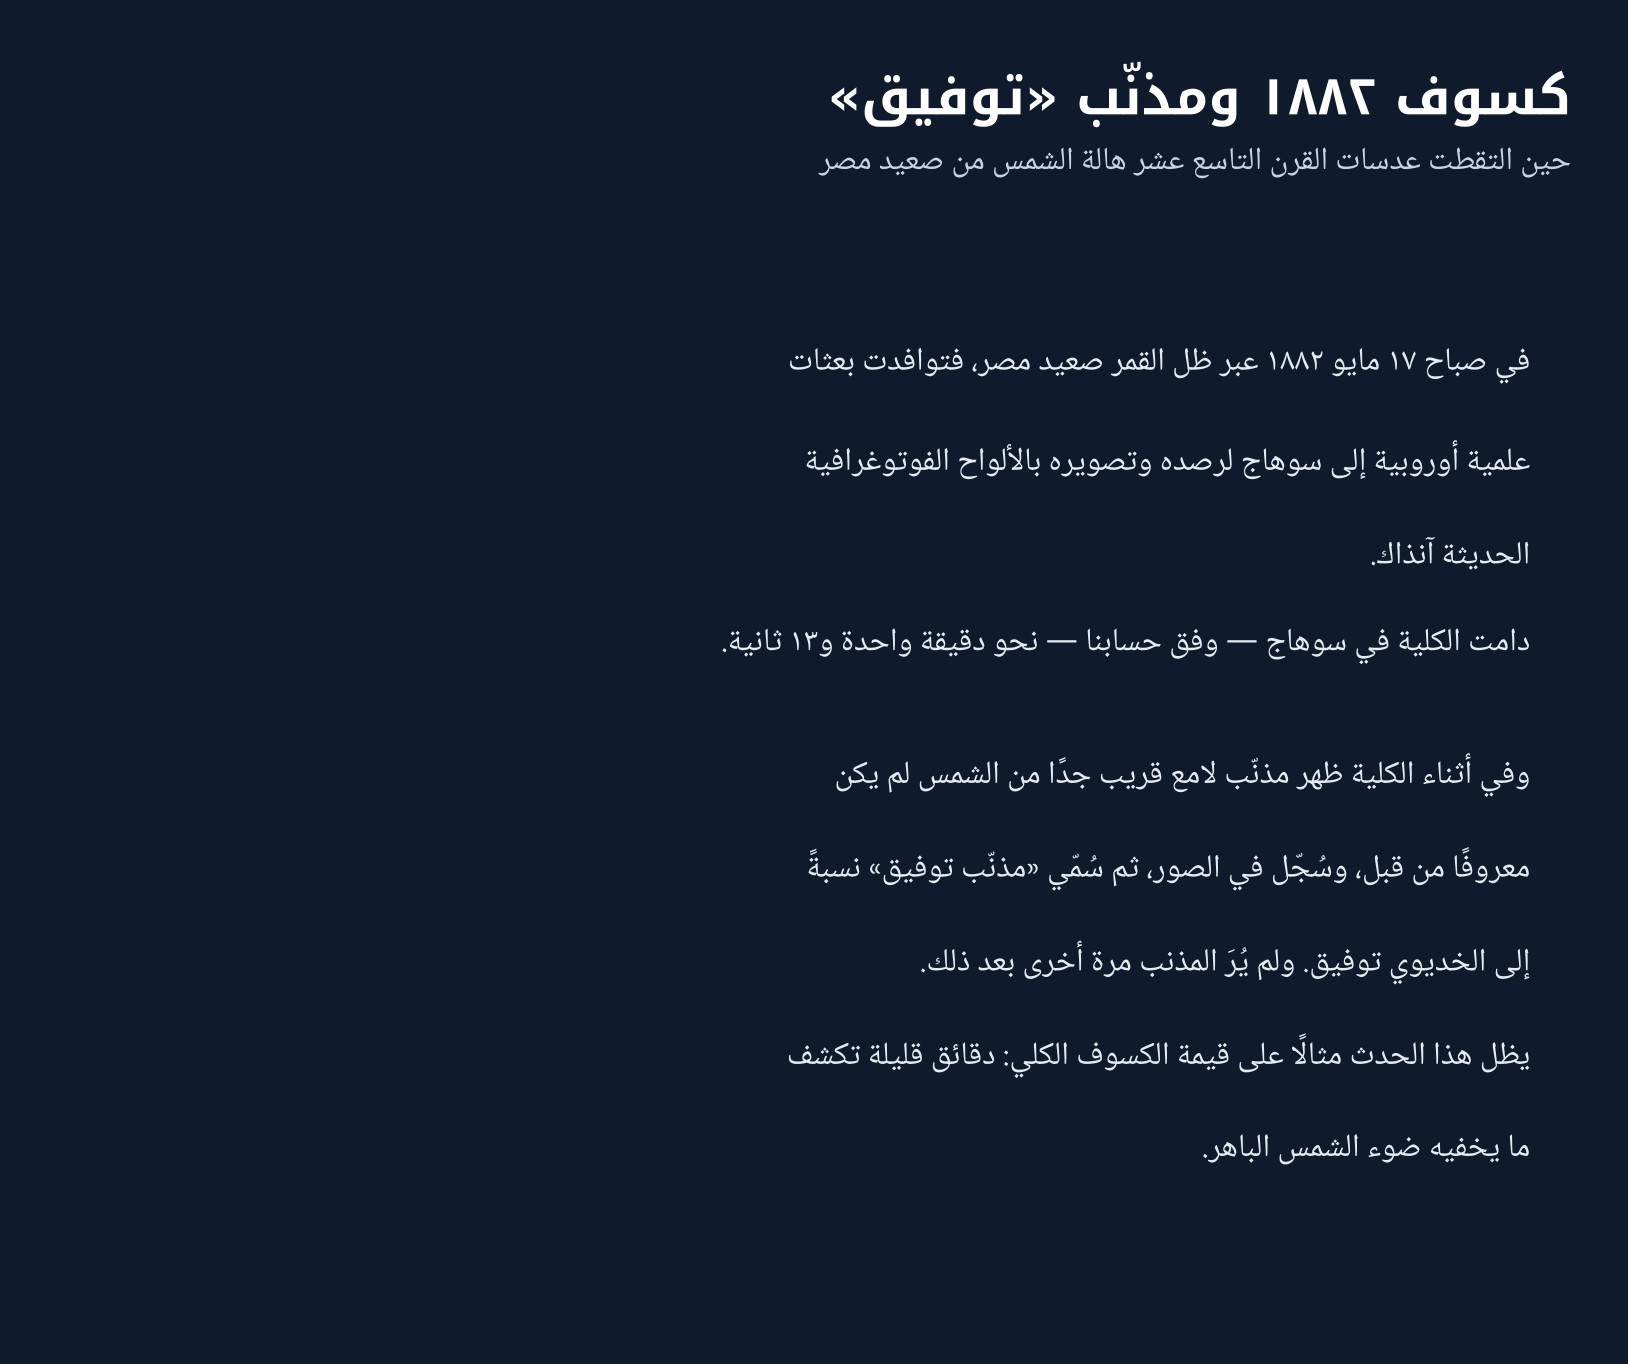 كسوف ١٨٨٢ ومذنّب «توفيق»
حين التقطت عدسات القرن التاسع عشر هالة الشمس من صعيد مصر
في صباح ١٧ مايو ١٨٨٢ عبر ظل القمر صعيد مصر، فتوافدت بعثات
علمية أوروبية إلى سوهاج لرصده وتصويره بالألواح الفوتوغرافية
الحديثة آنذاك.
دامت الكلية في سوهاج — وفق حسابنا — نحو دقيقة واحدة و١٣ ثانية.
وفي أثناء الكلية ظهر مذنّب لامع قريب جدًا من الشمس لم يكن
معروفًا من قبل، وسُجّل في الصور، ثم سُمّي «مذنّب توفيق» نسبةً
إلى الخديوي توفيق. ولم يُرَ المذنب مرة أخرى بعد ذلك.
يظل هذا الحدث مثالًا على قيمة الكسوف الكلي: دقائق قليلة تكشف
ما يخفيه ضوء الشمس الباهر.